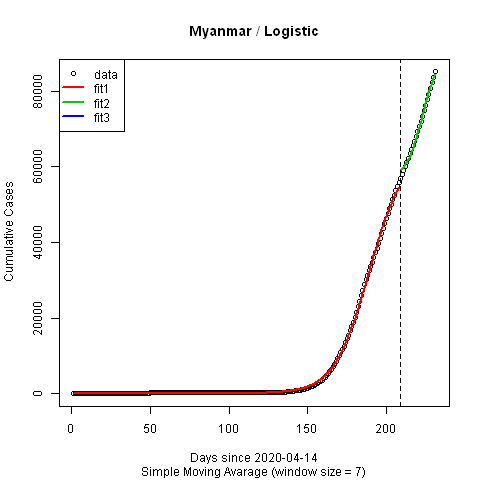 Myanmar / Logistic
data
fit1
fit2
fit3
80000
60000
40000
20000
0
Cumulative Cases
0 50 100 150 200
Days since 2020-04-14
Simple Moving Avarage (window size = 7)